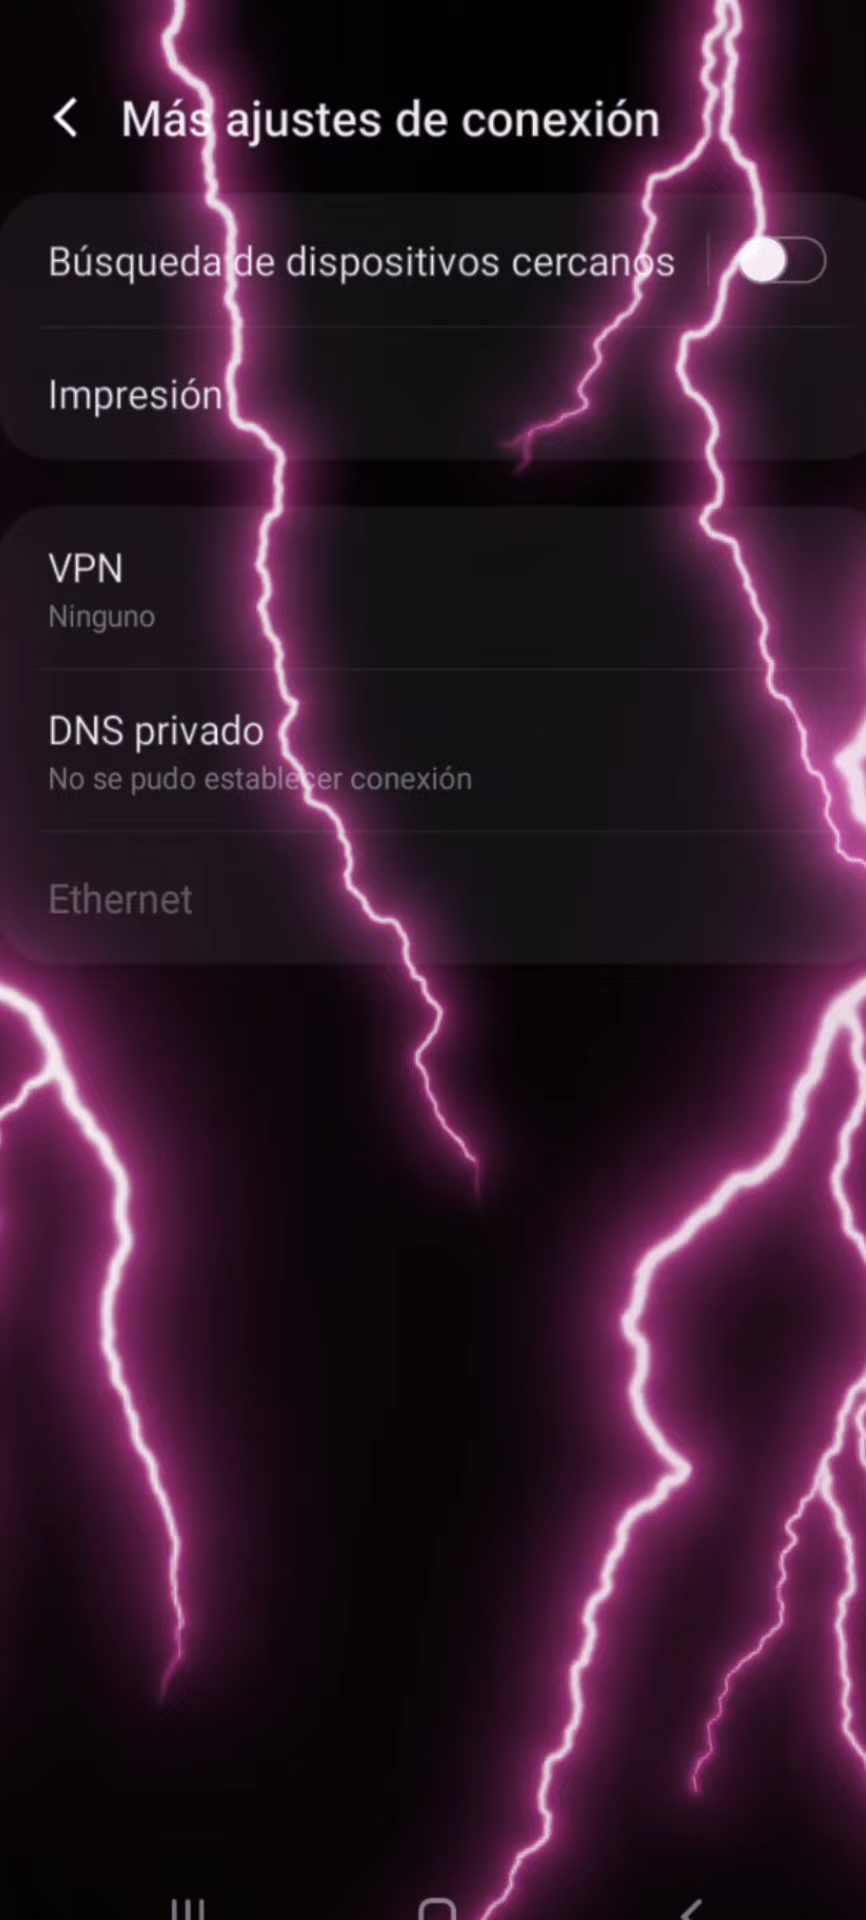 Más ajustes de conexión
Búsqueda de dispositivos cercanos
Impresión
VPN
Ninguno
DNS privado
No se pudo establecer conexión
Ethernet